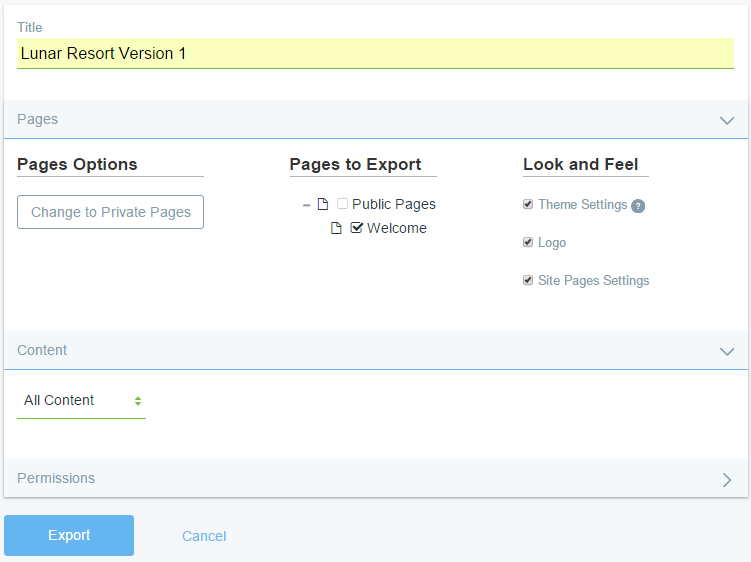 Title
Lunar Resort Version 1
Pages
Pages Options
Change to Private Pages
Pages to Export
Public Pages
Welcome
Look and Feel
Theme Settings ?
Logo
Site Pages Settings
Content
All Content
Permissions
Export Cancel